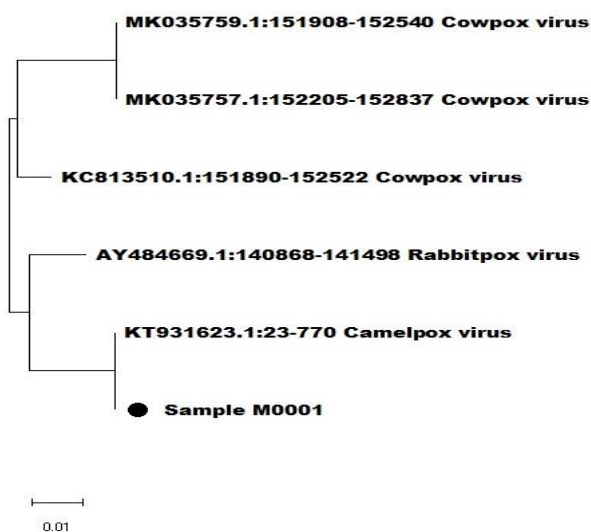 MK035759.1:151908-152540 Cowpox virus
MK035757.1:152205-152837 Cowpox virus
KC813510.1:151890-152522 Cowpox virus
AY484669.1:140868-141498 Rabbitpox virus
KT931623.1:23-770 Camelpox virus
Sample M0001
0.01